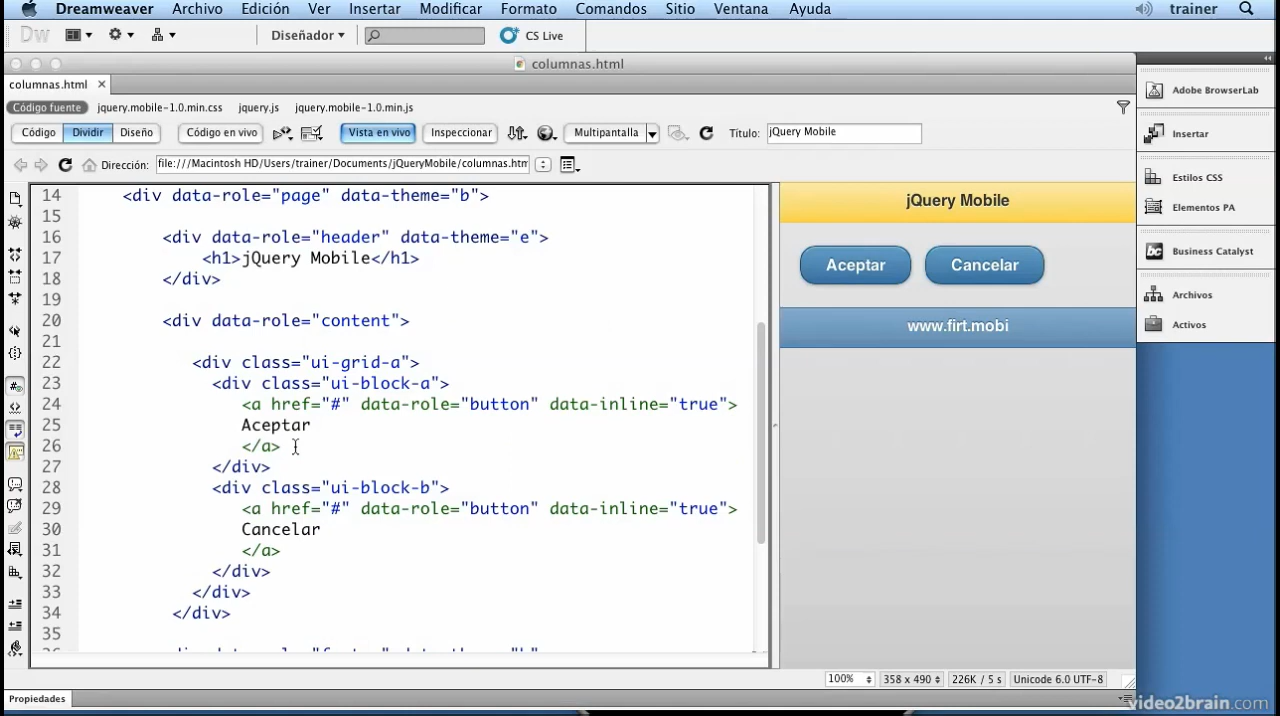 Dreamweaver Archivo Edición Ver Insertar Modificar Formato Comandos Sitio Ventana Ayuda trainer
Dw Diseñador CS Live
columnas.html
columnas.html
Código fuente jquery.mobile-1.0.min.css jquery.js jquery.mobile-1.0.min.js
Código Dividir Diseño Código en vivo Vista en vivo Inspeccionar Multipantalla Título: jQuery Mobile
Dirección: file:///Macintosh HD/Users/trainer/Documents/jQueryMobile/columnas.htm
14 <div data-role="page" data-theme="b">
15
16 <div data-role="header" data-theme="e">
17 <h1>jQuery Mobile</h1>
18 </div>
19
20 <div data-role="content">
21
22 <div class="ui-grid-a">
23 <div class="ui-block-a">
24 <a href="#" data-role="button" data-inline="true">
25 Aceptar
26 </a>
27 </div>
28 <div class="ui-block-b">
29 <a href="#" data-role="button" data-inline="true">
30 Cancelar
31 </a>
32 </div>
33 </div>
34 </div>
35
jQuery Mobile
Aceptar Cancelar
www.firt.mobi
Adobe BrowserLab
Insertar
Estilos CSS
Elementos PA
bc Business Catalyst
Archivos
Activos
100% 358 x 490 226K / 5 s Unicode 6.0 UTF-8
Propiedades
video2brain.com